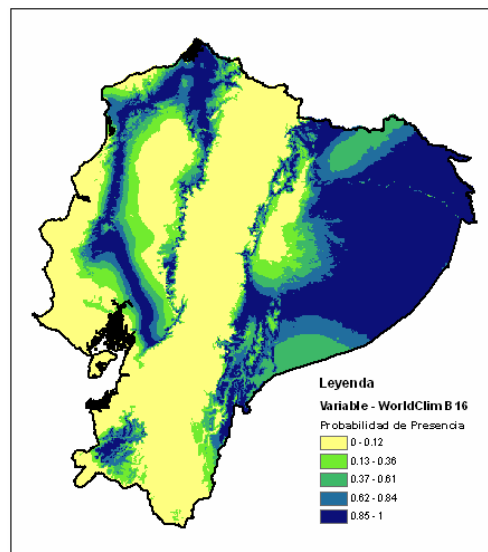 Leyenda
Variable - WorldClim B 16
Probabilidad de Presencia
0 - 0.12
0.13 - 0.36
0.37 - 0.61
0.62 - 0.84
0.85 - 1